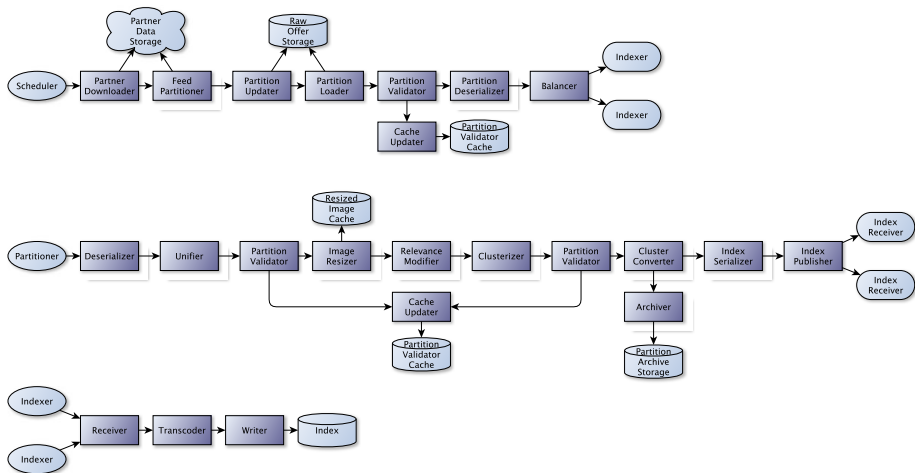 Partner
Data
Storage
Raw
Offer
Storage
Scheduler
Partner
Downloader
Feed
Partitioner
Partition
Updater
Partition
Loader
Partition
Validator
Partition
Deserializer
Balancer
Indexer
Indexer
Cache
Updater
Partition
Validator
Cache
Resized
Image
Cache
Partitioner
Deserializer
Unifier
Partition
Validator
Image
Resizer
Relevance
Modifier
Clusterizer
Partition
Validator
Cluster
Converter
Index
Serializer
Index
Publisher
Index
Receiver
Index
Receiver
Cache
Updater
Archiver
Partition
Validator
Cache
Partition
Archive
Storage
Indexer
Indexer
Receiver
Transcoder
Writer
Index